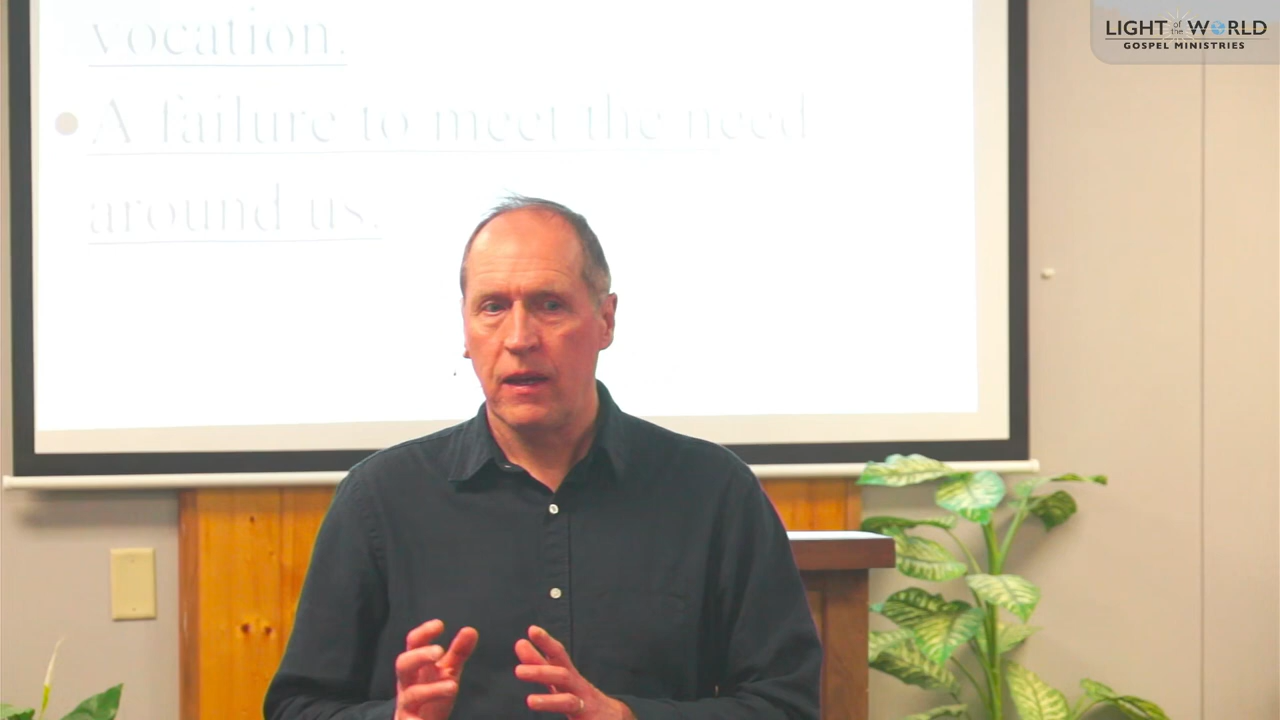 vocation.
• A failure to meet the need
around us.
LIGHT of the WORLD
GOSPEL MINISTRIES